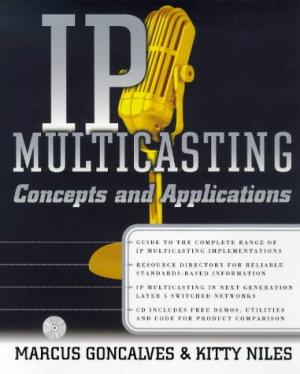 IP
MULTICASTING
Concepts and Applications
GUIDE TO THE COMPLETE RANGE OF
IP MULTICASTING IMPLEMENTATIONS
RESOURCE DIRECTORY FOR RELIABLE
STANDARDS-BASED INFORMATION
IP MULTICASTING IN NEXT GENERATION
LAYER 3 SWITCHED NETWORKS
CD INCLUDES FREE DEMOS, UTILITIES
AND CODE FOR PRODUCT COMPARISON
MARCUS GONCALVES & KITTY NILES